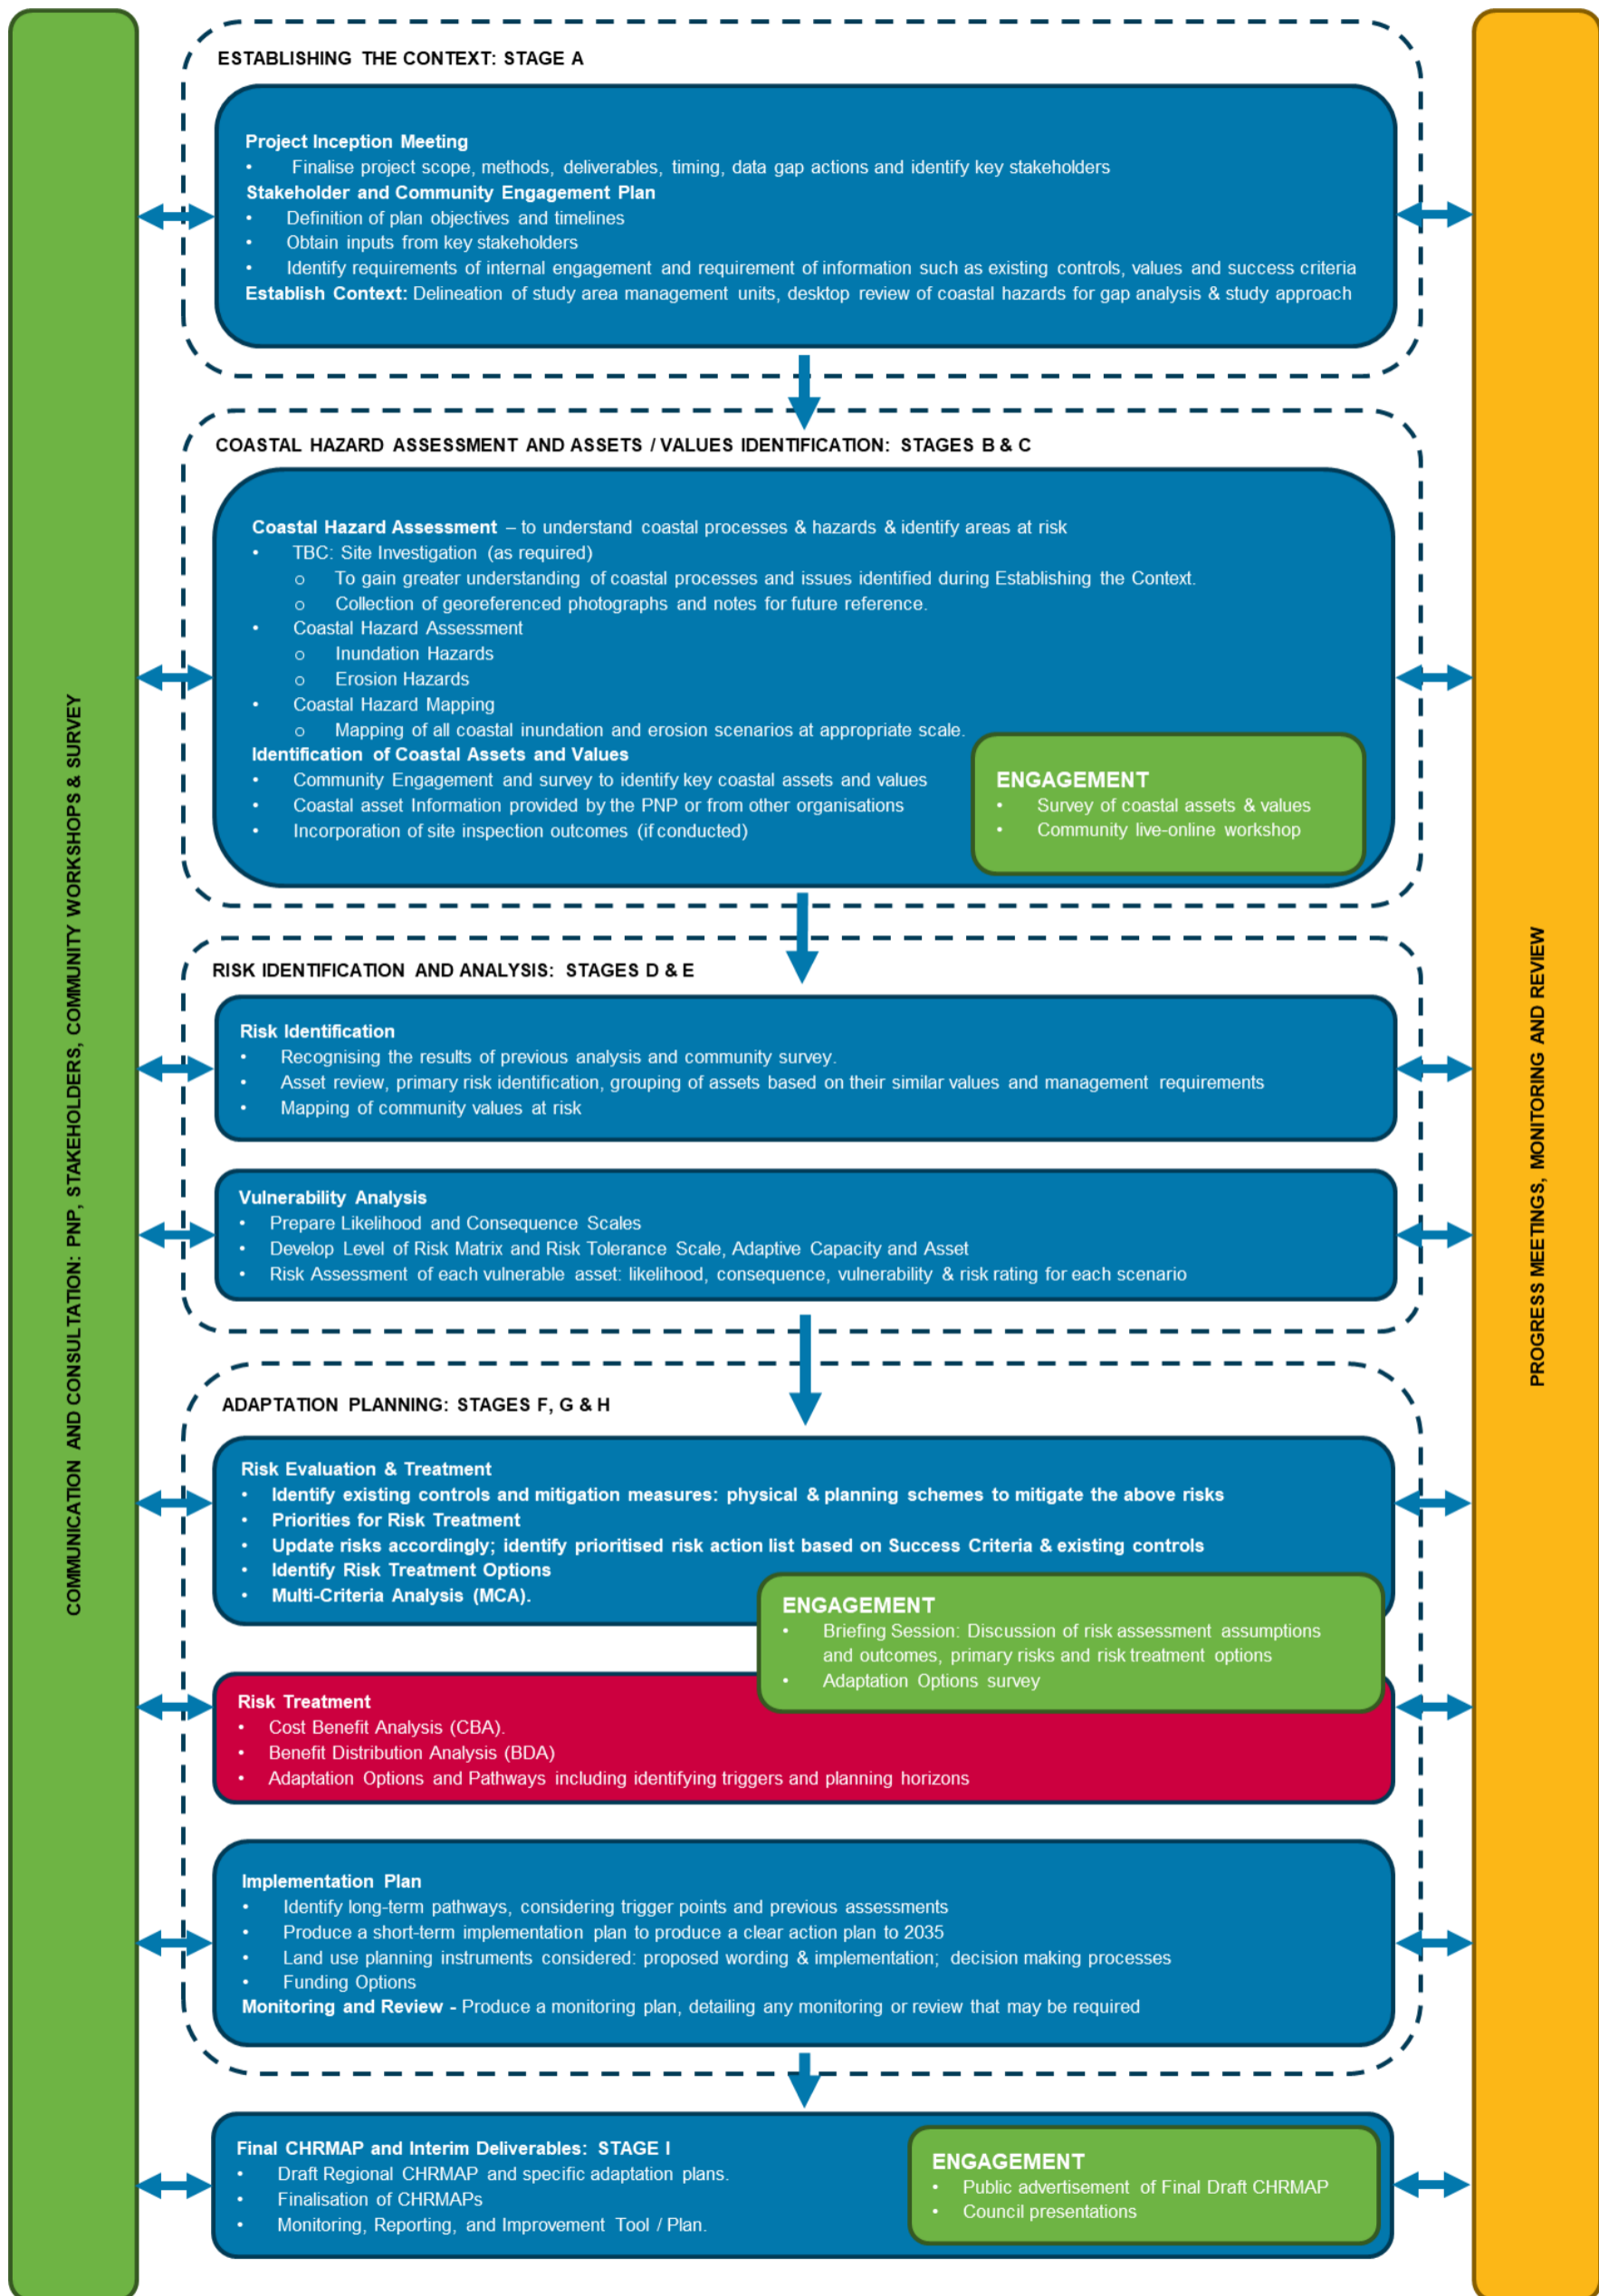 COMMUNICATION AND CONSULTATION: PNP, STAKEHOLDERS, COMMUNITY WORKSHOPS & SURVEY
ESTABLISHING THE CONTEXT: STAGE A
Project Inception Meeting
• Finalise project scope, methods, deliverables, timing, data gap actions and identify key stakeholders
Stakeholder and Community Engagement Plan
• Definition of plan objectives and timelines
• Obtain inputs from key stakeholders
• Identify requirements of internal engagement and requirement of information such as existing controls, values and success criteria
Establish Context: Delineation of study area management units, desktop review of coastal hazards for gap analysis & study approach
COASTAL HAZARD ASSESSMENT AND ASSETS / VALUES IDENTIFICATION: STAGES B & C
Coastal Hazard Assessment – to understand coastal processes & hazards & identify areas at risk
• TBC: Site Investigation (as required)
o To gain greater understanding of coastal processes and issues identified during Establishing the Context.
o Collection of georeferenced photographs and notes for future reference.
• Coastal Hazard Assessment
o Inundation Hazards
o Erosion Hazards
• Coastal Hazard Mapping
o Mapping of all coastal inundation and erosion scenarios at appropriate scale.
Identification of Coastal Assets and Values
• Community Engagement and survey to identify key coastal assets and values
• Coastal asset Information provided by the PNP or from other organisations
• Incorporation of site inspection outcomes (if conducted)
ENGAGEMENT
• Survey of coastal assets & values
• Community live-online workshop
RISK IDENTIFICATION AND ANALYSIS: STAGES D & E
Risk Identification
• Recognising the results of previous analysis and community survey.
• Asset review, primary risk identification, grouping of assets based on their similar values and management requirements
• Mapping of community values at risk
Vulnerability Analysis
• Prepare Likelihood and Consequence Scales
• Develop Level of Risk Matrix and Risk Tolerance Scale, Adaptive Capacity and Asset
• Risk Assessment of each vulnerable asset: likelihood, consequence, vulnerability & risk rating for each scenario
ADAPTATION PLANNING: STAGES F, G & H
Risk Evaluation & Treatment
• Identify existing controls and mitigation measures: physical & planning schemes to mitigate the above risks
• Priorities for Risk Treatment
• Update risks accordingly; identify prioritised risk action list based on Success Criteria & existing controls
• Identify Risk Treatment Options
• Multi-Criteria Analysis (MCA).
ENGAGEMENT
• Briefing Session: Discussion of risk assessment assumptions
and outcomes, primary risks and risk treatment options
• Adaptation Options survey
Risk Treatment
• Cost Benefit Analysis (CBA).
• Benefit Distribution Analysis (BDA)
• Adaptation Options and Pathways including identifying triggers and planning horizons
Implementation Plan
• Identify long-term pathways, considering trigger points and previous assessments
• Produce a short-term implementation plan to produce a clear action plan to 2035
• Land use planning instruments considered: proposed wording & implementation; decision making processes
• Funding Options
Monitoring and Review - Produce a monitoring plan, detailing any monitoring or review that may be required
Final CHRMAP and Interim Deliverables: STAGE I
• Draft Regional CHRMAP and specific adaptation plans.
• Finalisation of CHRMAPs
• Monitoring, Reporting, and Improvement Tool / Plan.
ENGAGEMENT
• Public advertisement of Final Draft CHRMAP
• Council presentations
PROGRESS MEETINGS, MONITORING AND REVIEW